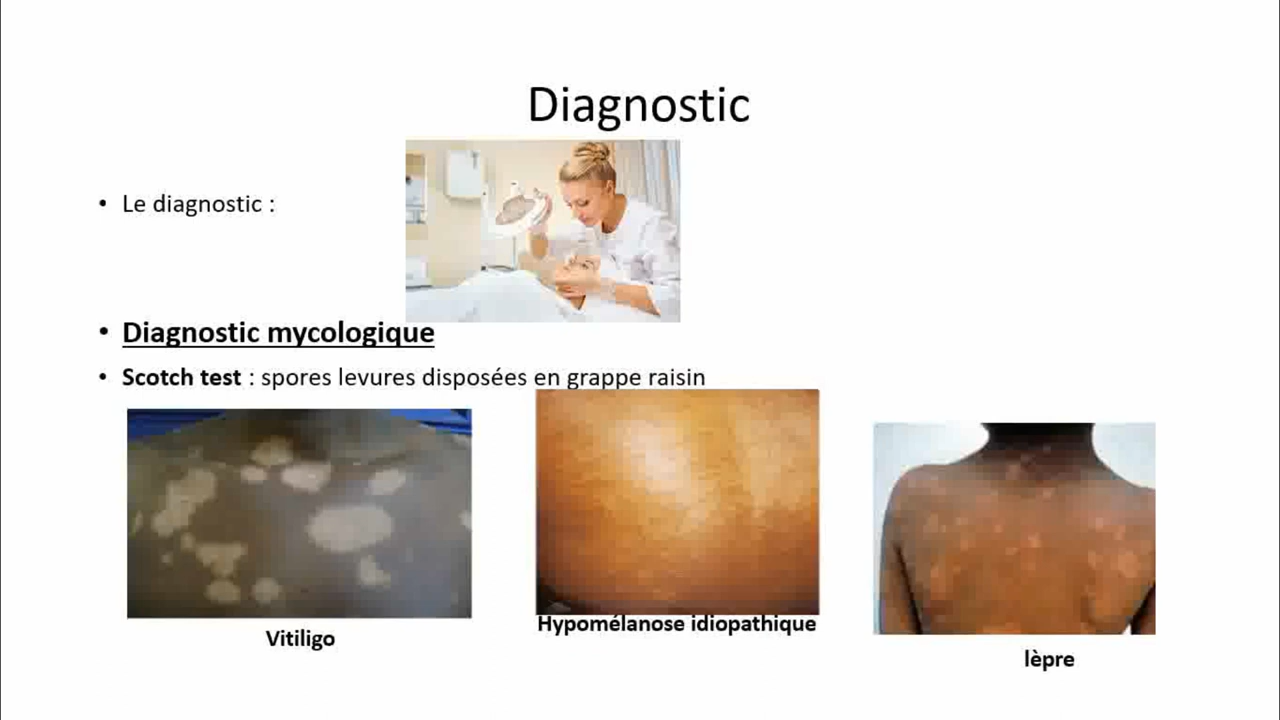 Diagnostic
• Le diagnostic :
• Diagnostic mycologique
• Scotch test : spores levures disposées en grappe raisin
Vitiligo
Hypomélanose idiopathique
lèpre